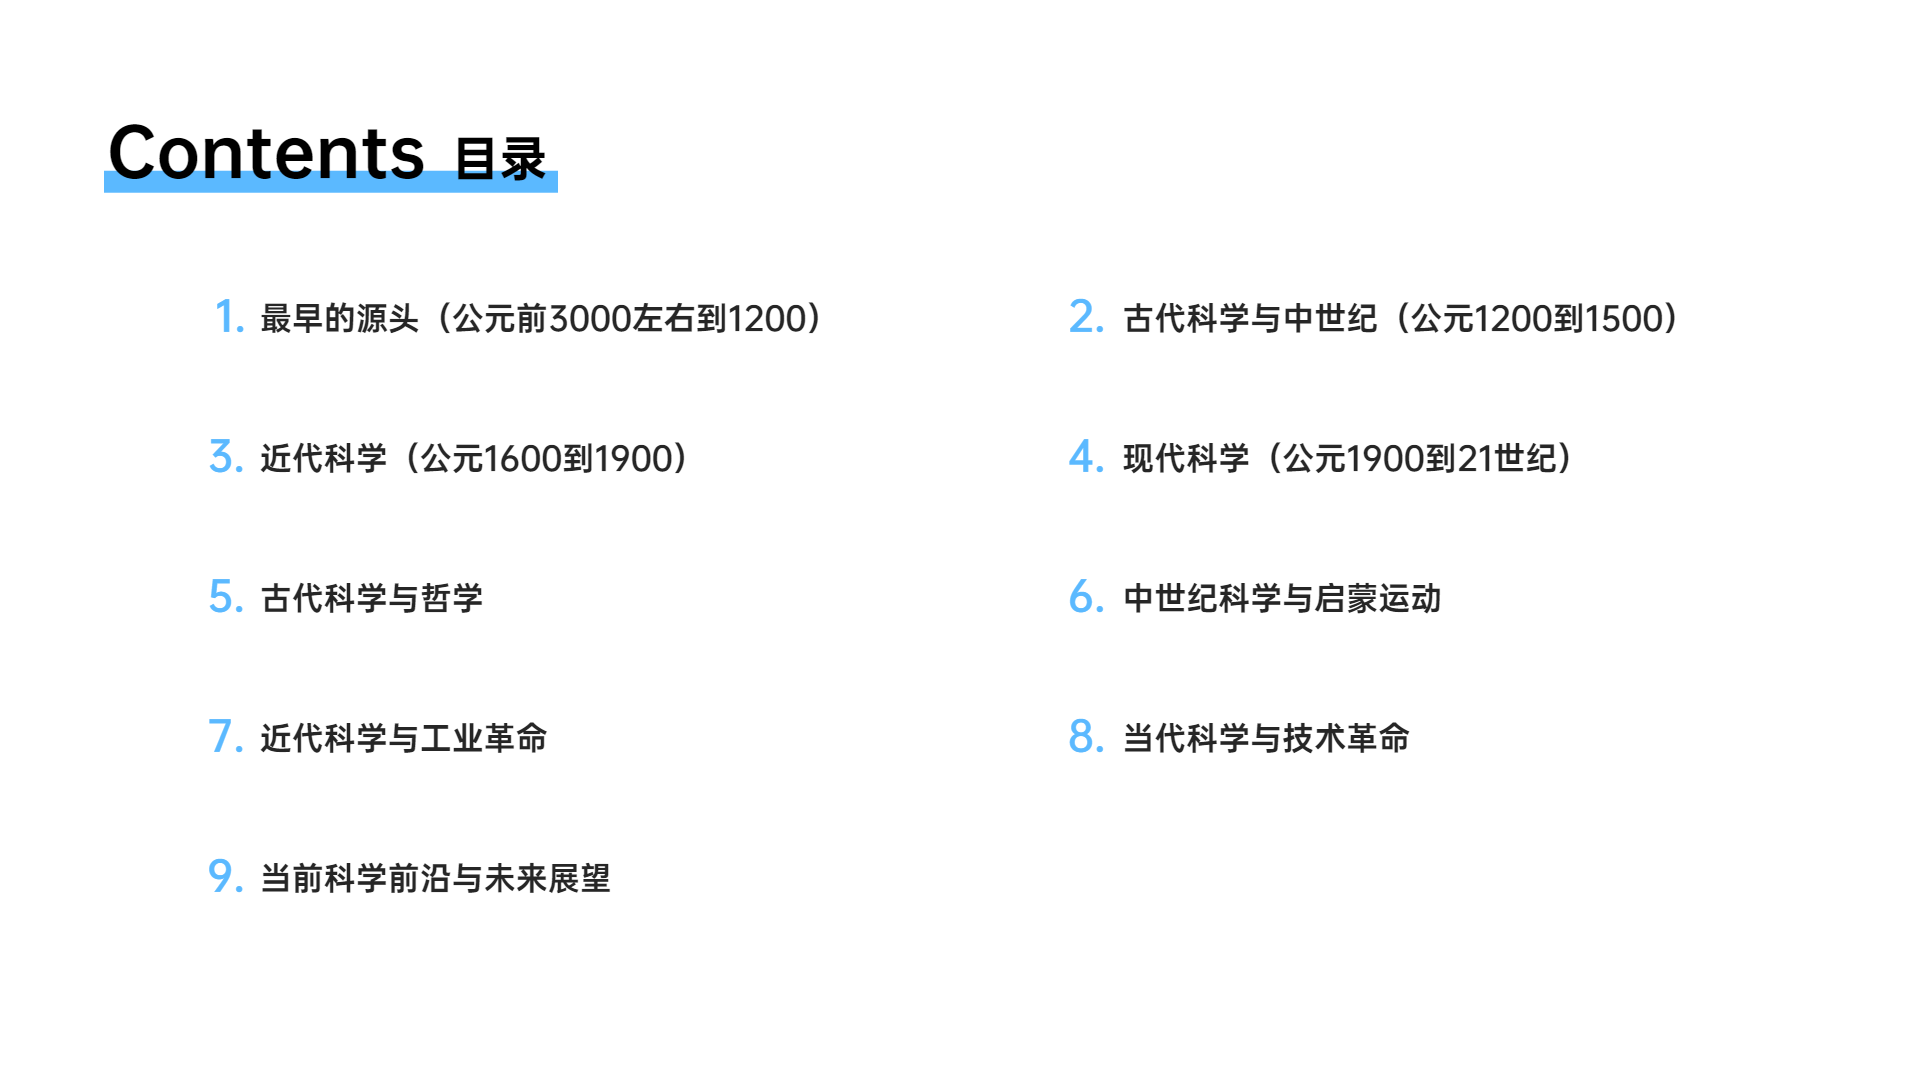 Contents 目录
1. 最早的源头（公元前3000左右到1200）
2. 古代科学与中世纪（公元1200到1500）
3. 近代科学（公元1600到1900）
4. 现代科学（公元1900到21世纪）
5. 古代科学与哲学
6. 中世纪科学与启蒙运动
7. 近代科学与工业革命
8. 当代科学与技术革命
9. 当前科学前沿与未来展望